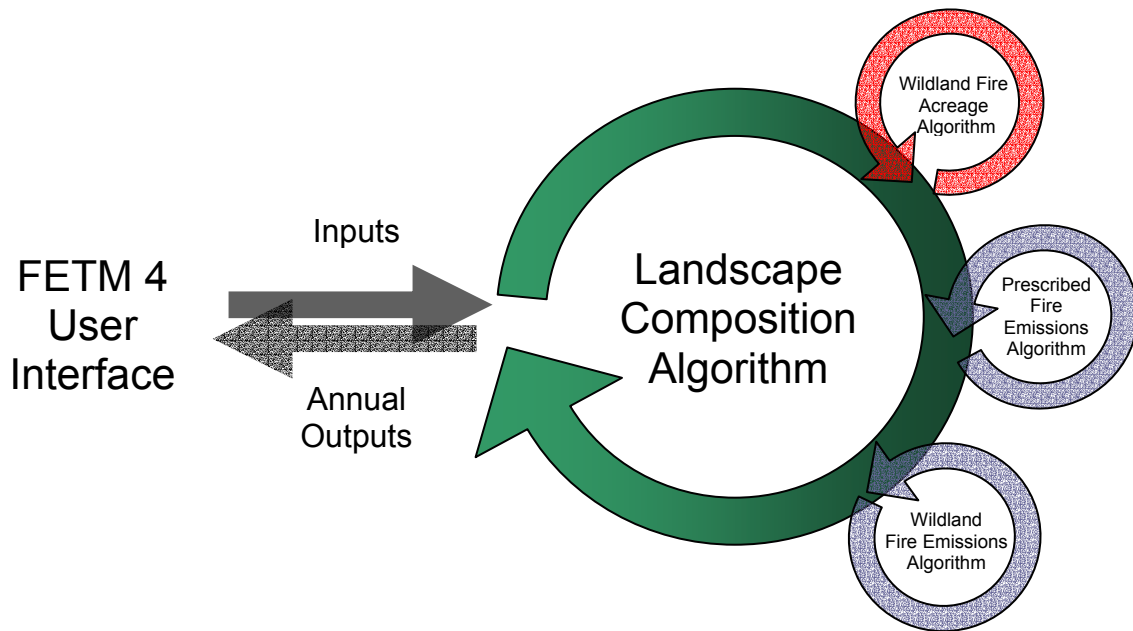 FETM 4
User
Interface
Inputs
Annual
Outputs
Landscape
Composition
Algorithm
Wildland Fire
Acreage
Algorithm
Prescribed
Fire
Emissions
Algorithm
Wildland
Fire Emissions
Algorithm